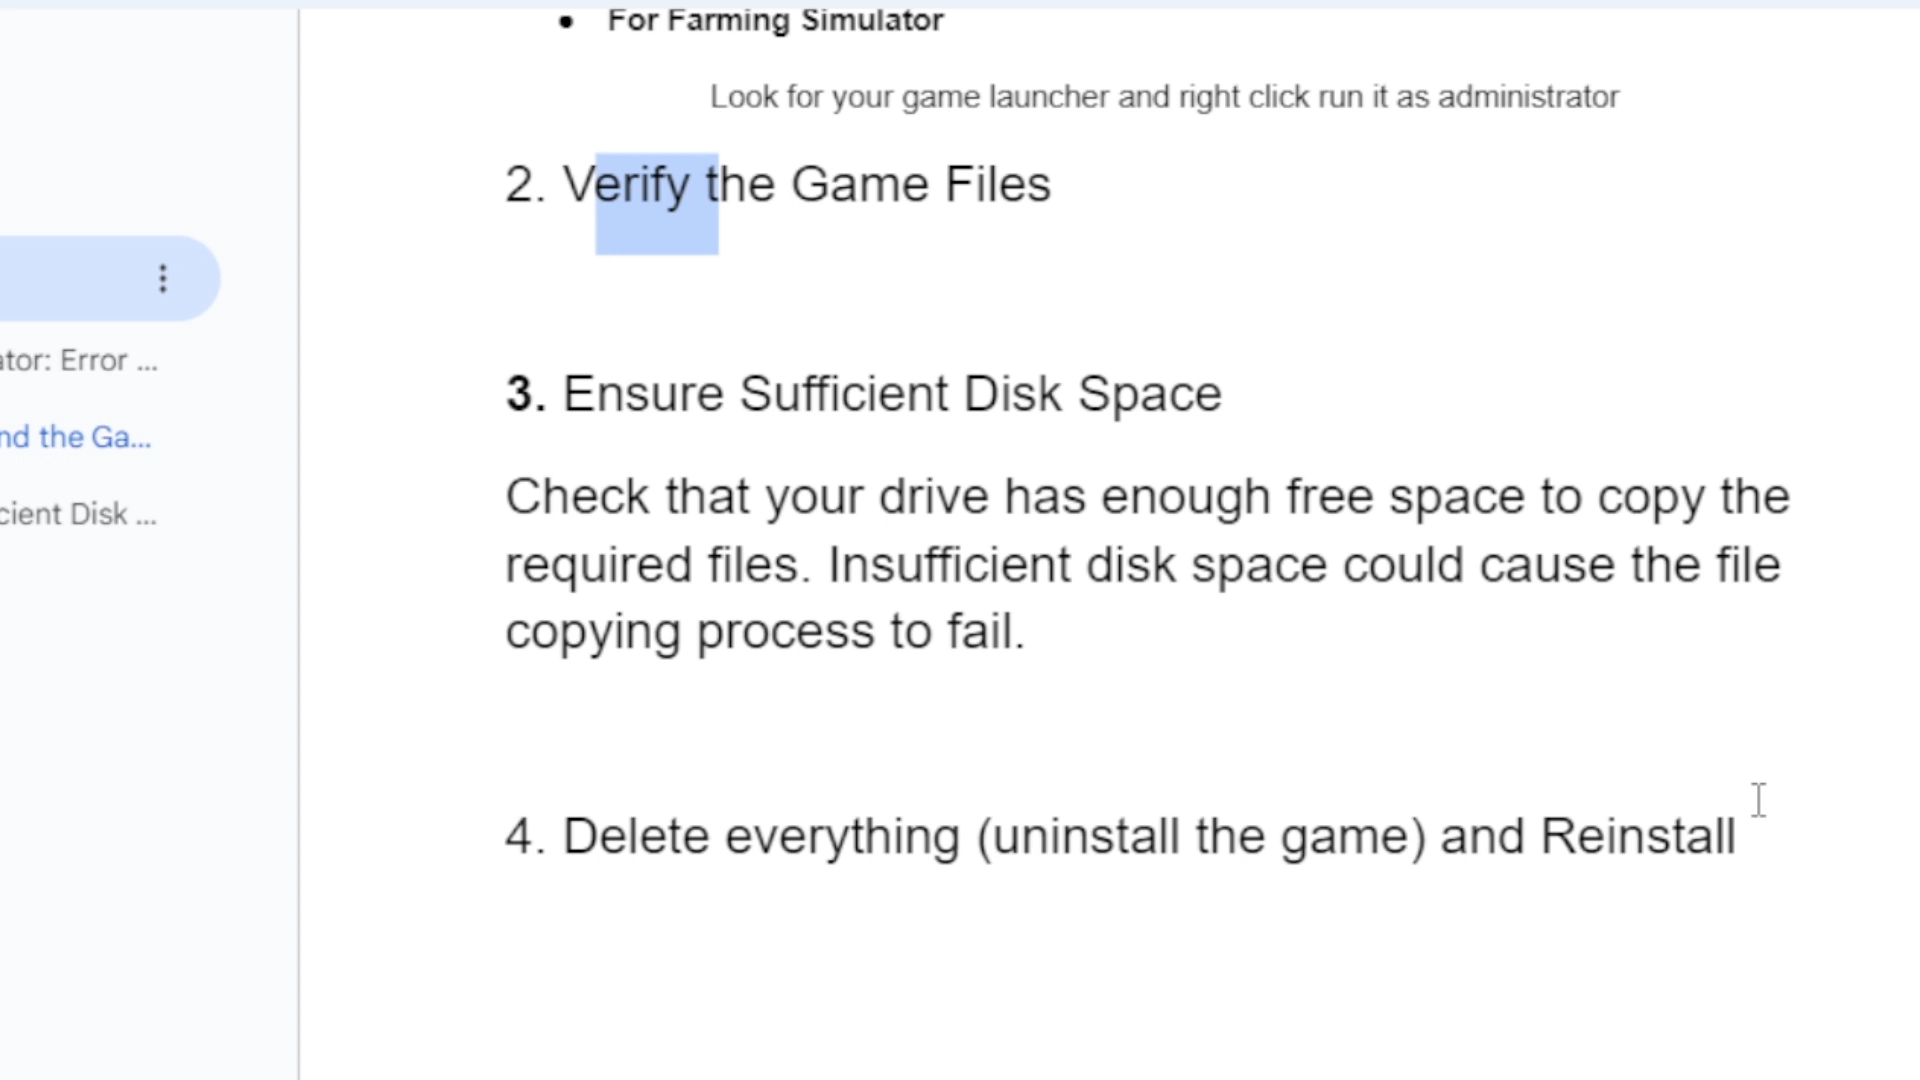 For Farming Simulator
Look for your game launcher and right click run it as administrator
2. Verify the Game Files
ator: Error ...
nd the Ga...
3. Ensure Sufficient Disk Space
cient Disk ...
Check that your drive has enough free space to copy the
required files. Insufficient disk space could cause the file
copying process to fail.
4. Delete everything (uninstall the game) and Reinstall